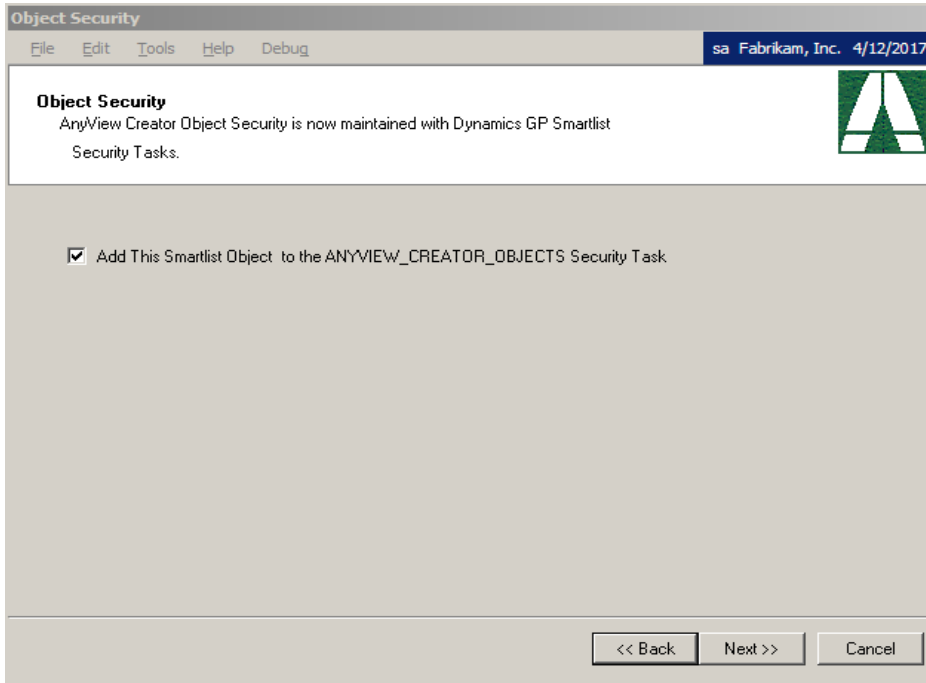 Object Security
File Edit Tools Help Debug sa Fabrikam, Inc. 4/12/2017
Object Security
AnyView Creator Object Security is now maintained with Dynamics GP Smartlist
Security Tasks.
Add This Smartlist Object to the ANYVIEW_CREATOR_OBJECTS Security Task
<< Back Next >> Cancel